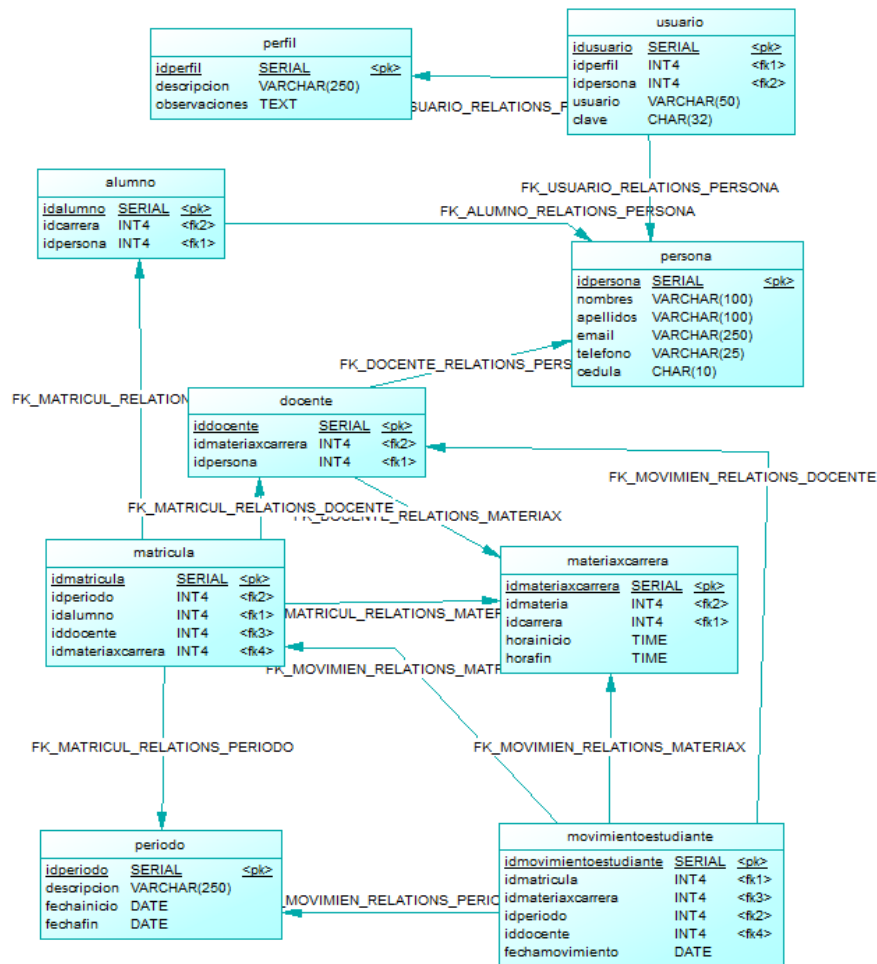 usuario
idusuario SERIAL <pk>
idperfil INT4 <fk1>
idpersona INT4 <fk2>
usuario VARCHAR(50)
clave CHAR(32)
perfil
idperfil SERIAL <pk>
descripcion VARCHAR(250)
observaciones TEXT
USUARIO_RELATIONS_P
FK_USUARIO_RELATIONS_PERSONA
alumno
idalumno SERIAL <pk>
idcarrera INT4 <fk2>
idpersona INT4 <fk1>
FK_ALUMNO_RELATIONS_PERSONA
persona
idpersona SERIAL <pk>
nombres VARCHAR(100)
apellidos VARCHAR(100)
email VARCHAR(250)
telefono VARCHAR(25)
cedula CHAR(10)
FK_DOCENTE_RELATIONS_PERS
FK_MATRICUL_RELATION
docente
iddocente SERIAL <pk>
idmateriaxcarrera INT4 <fk2>
idpersona INT4 <fk1>
FK_MOVIMIEN_RELATIONS_DOCENTE
FK_MATRICUL_RELATIONS_DOCENTE
FK_DOCENTE_RELATIONS_MATERIAX
matricula
idmatricula SERIAL <pk>
idperiodo INT4 <fk2>
idalumno INT4 <fk1>
iddocente INT4 <fk3>
idmateriaxcarrera INT4 <fk4>
MATRICUL_RELATIONS_MATER
materiaxcarrera
idmateriaxcarrera SERIAL <pk>
idmateria INT4 <fk2>
idcarrera INT4 <fk1>
horainicio TIME
horafin TIME
FK_MOVIMIEN_RELATIONS_MATR
FK_MATRICUL_RELATIONS_PERIODO
FK_MOVIMIEN_RELATIONS_MATERIAX
periodo
idperiodo SERIAL <pk>
descripcion VARCHAR(250)
fechainicio DATE
fechafin DATE
MOVIMIEN_RELATIONS_PERIO
movimientoestudiante
idmovimientoestudiante SERIAL <pk>
idmatricula INT4 <fk1>
idmateriaxcarrera INT4 <fk3>
idperiodo INT4 <fk2>
iddocente INT4 <fk4>
fechamovimiento DATE